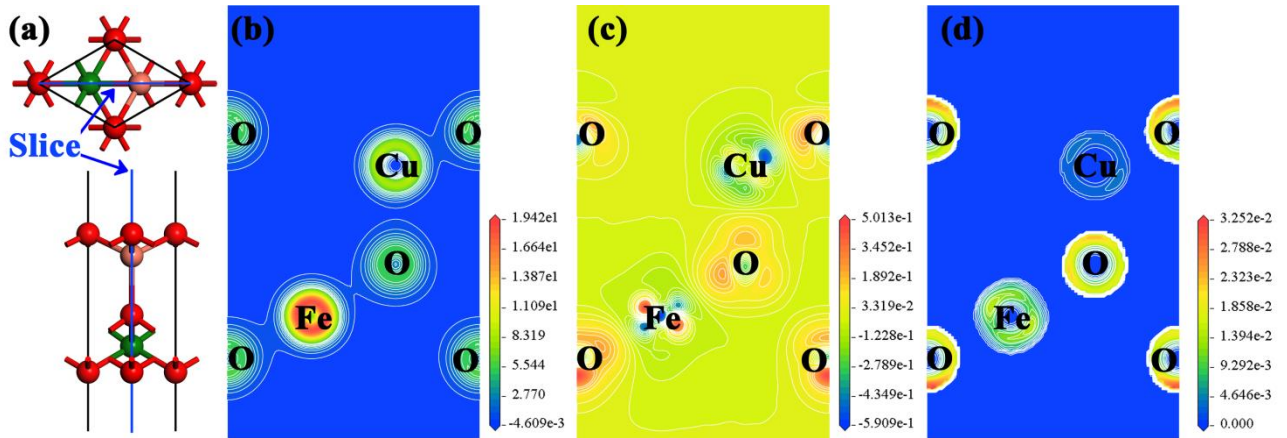 (a)
Slice
(b)
O
O
Cu
O
Fe
O
O
1.942e1
1.664e1
1.387e1
1.109e1
8.319
5.544
2.770
-4.609e-3
(c)
O
O
Cu
O
Fe
O
O
5.013e-1
3.452e-1
1.892e-1
3.319e-2
-1.228e-1
-2.789e-1
-4.349e-1
-5.909e-1
(d)
O
O
Cu
O
Fe
O
O
3.252e-2
2.788e-2
2.323e-2
1.858e-2
1.394e-2
9.292e-3
4.646e-3
0.000